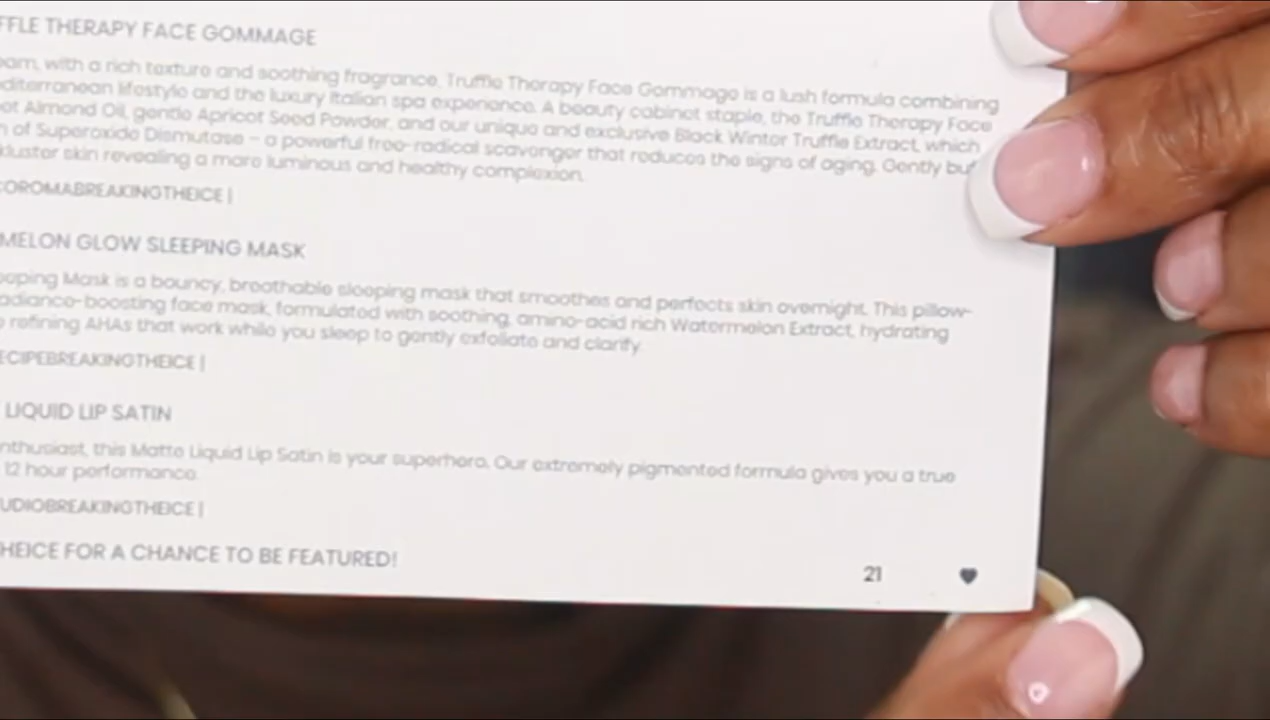 FFLE THERAPY FACE GOMMAGE
am, with a rich texture and soothing fragrance, Truffle Therapy Face Gommage is a lush formula combining
diterranean lifestyle and the luxury Italian spa experience. A beauty cabinet staple, the Truffle Therapy Face
et Almond Oil, gentle Apricot Seed Powder, and our unique and exclusive Black Winter Truffle Extract, which
n of Superoxide Dismutase – a powerful free-radical scavenger that reduces the signs of aging. Gently but
kluster skin revealing a more luminous and healthy complexion.
OROMABREAKINGTHEICE |
MELON GLOW SLEEPING MASK
eeping Mask is a bouncy, breathable sleeping mask that smoothes and perfects skin overnight. This pillow-
adiance-boosting face mask, formulated with soothing, amino-acid rich Watermelon Extract, hydrating
e refining AHAs that work while you sleep to gently exfoliate and clarify.
ECIPEBREAKINGTHEICE |
LIQUID LIP SATIN
nthusiast, this Matte Liquid Lip Satin is your superhero. Our extremely pigmented formula gives you a true
12 hour performance.
UDIOBREAKINGTHEICE |
HEICE FOR A CHANCE TO BE FEATURED!
21